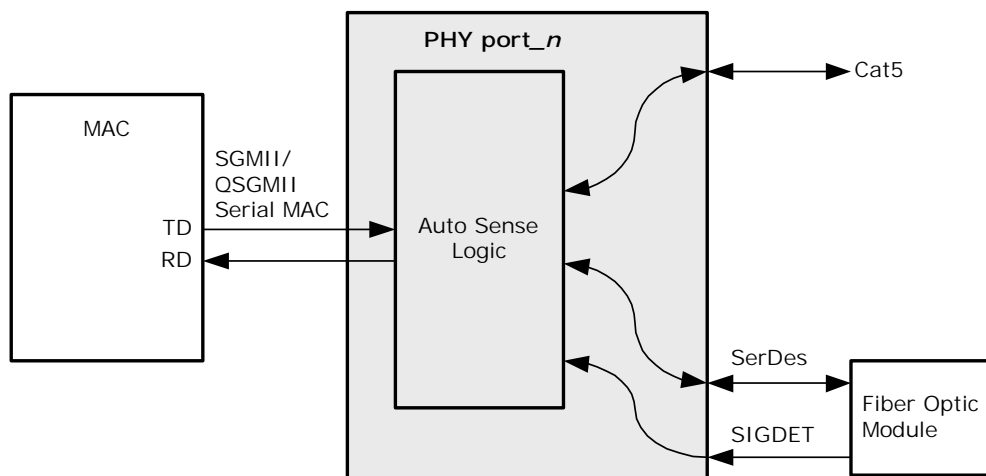 PHY port_n
Cat5
MAC
SGMII/
QSGMII
Serial MAC
TD
RD
Auto Sense
Logic
SerDes
SIGDET
Fiber Optic
Module